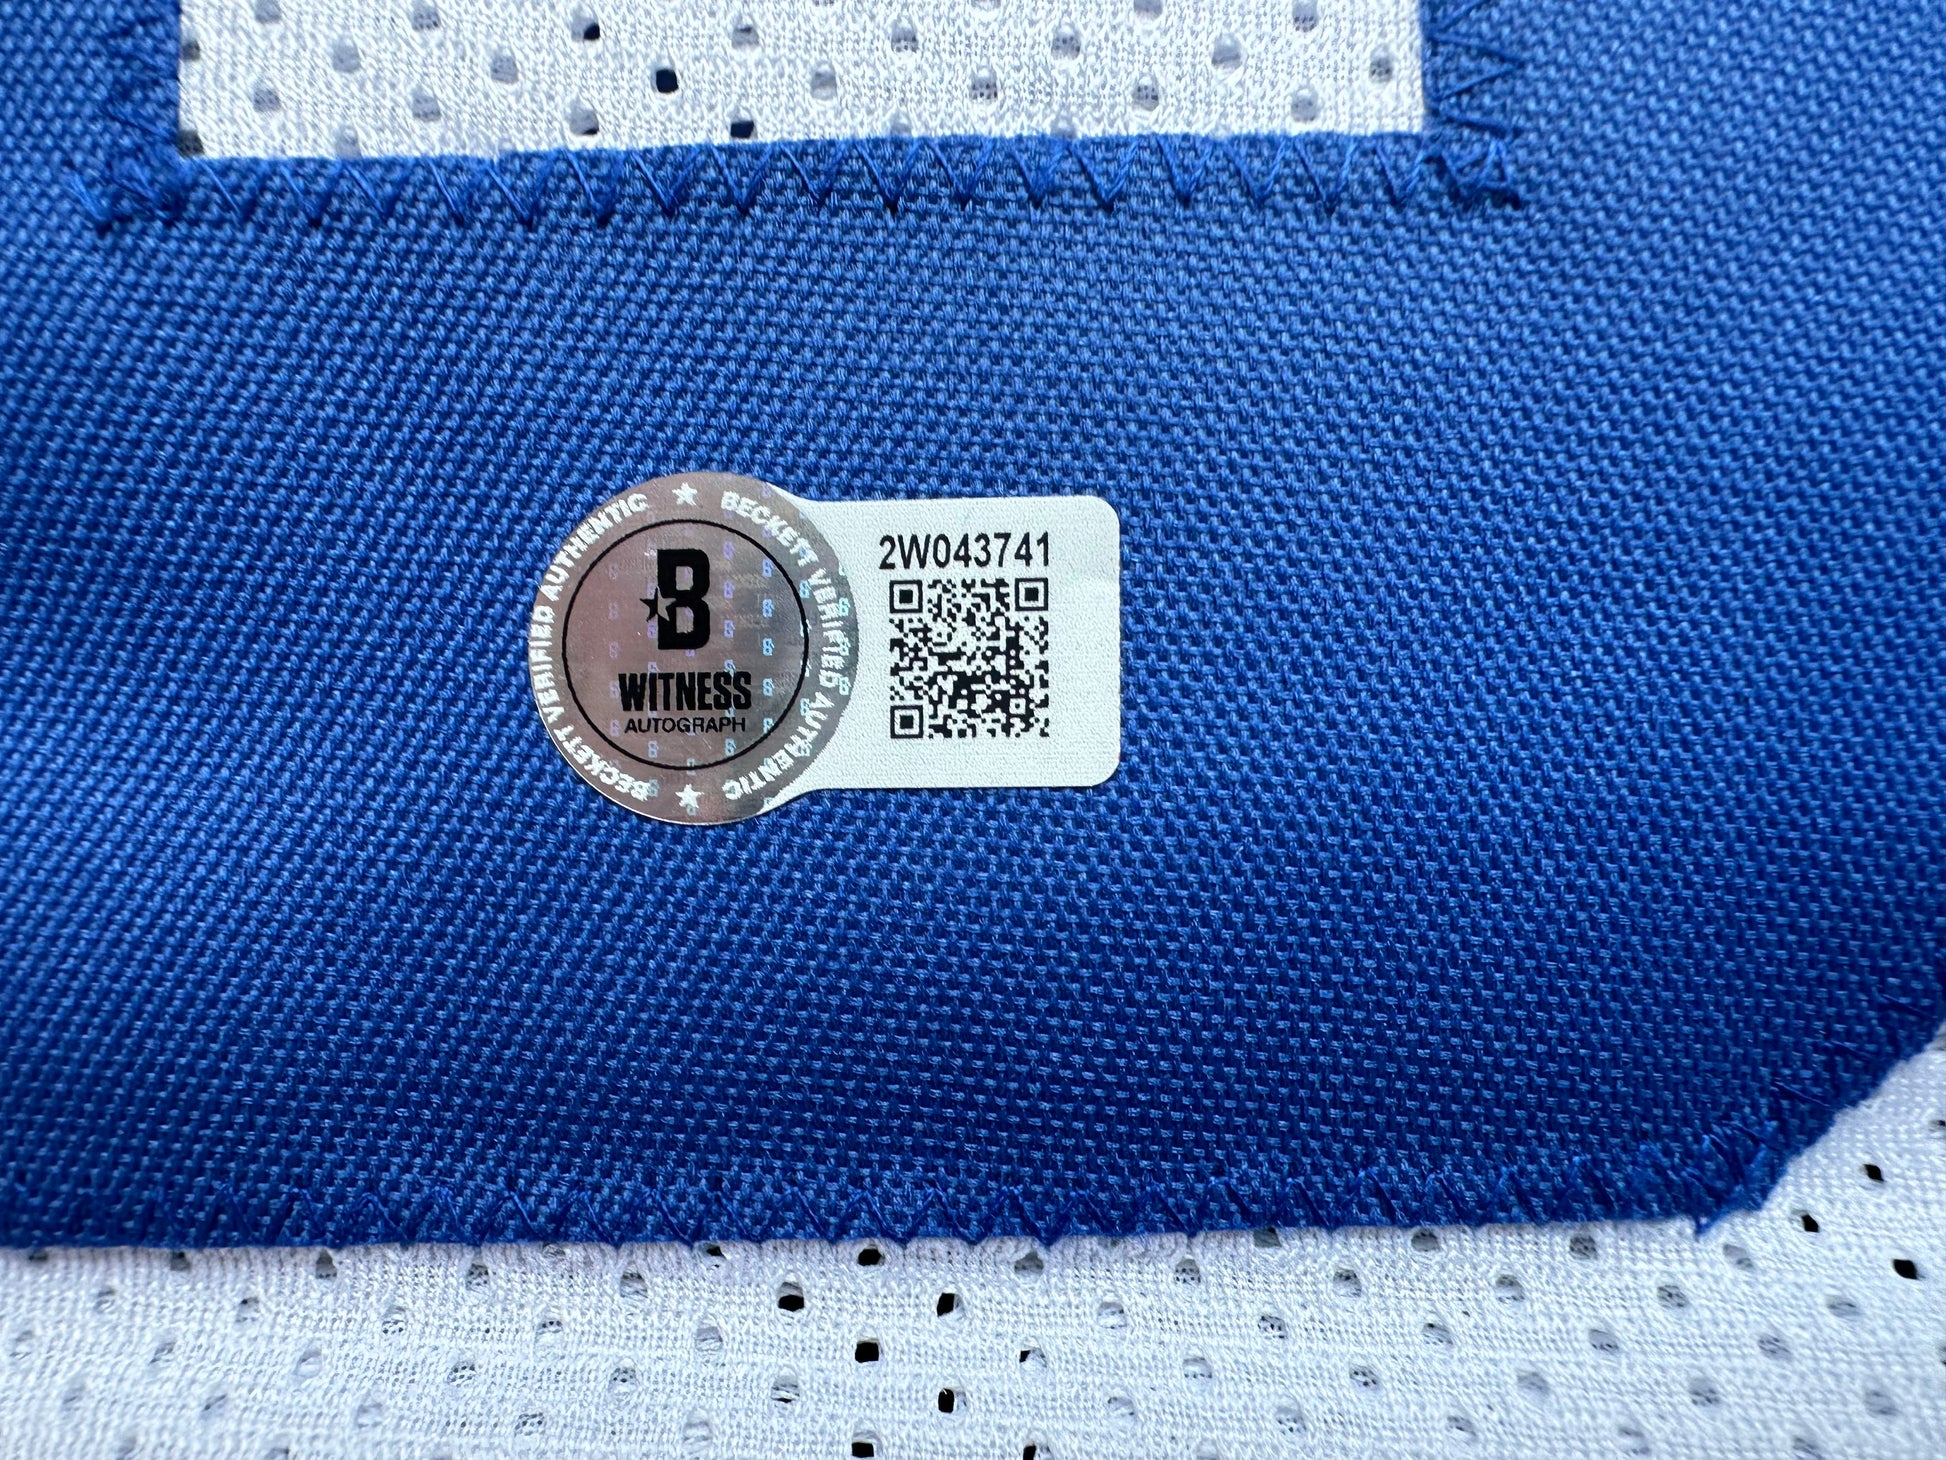 BECKETT VERIFIED AUTHENTIC ★ BECKETT VERIFIED AUTHENTIC ★
B
WITNESS
AUTOGRAPH
2W043741